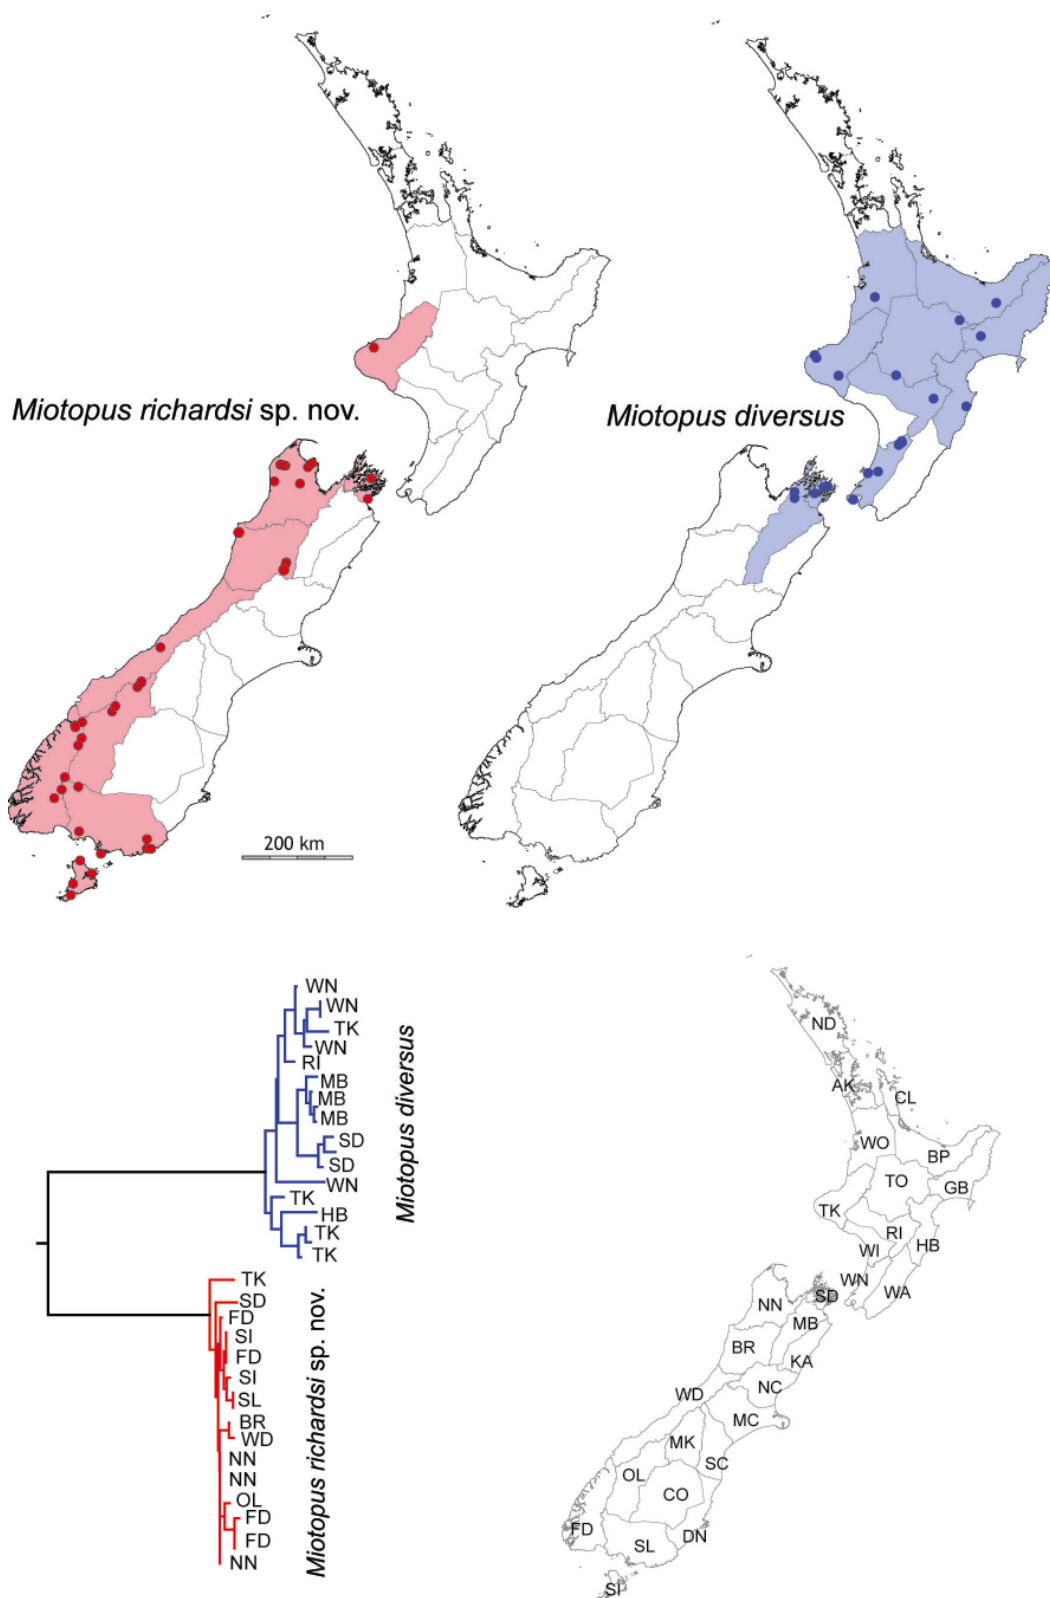 Miotopus richardsi sp. nov.
Miotopus diversus
200 km
WN
WN
TK
WN
RI
MB
MB
MB
SD
SD
WN
TK
HB
TK
TK
Miotopus diversus
TK
SD
FD
SI
FD
SI
SL
BR
WD
NN
NN
OL
FD
FD
NN
Miotopus richardsi sp. nov.
ND
AK
CL
WO
BP
TO
GB
TK
RI
HB
WI
WN
WA
SD
NN
MB
BR
KA
NC
WD
MC
MK
SC
OL
CO
FD
DN
SL
SI